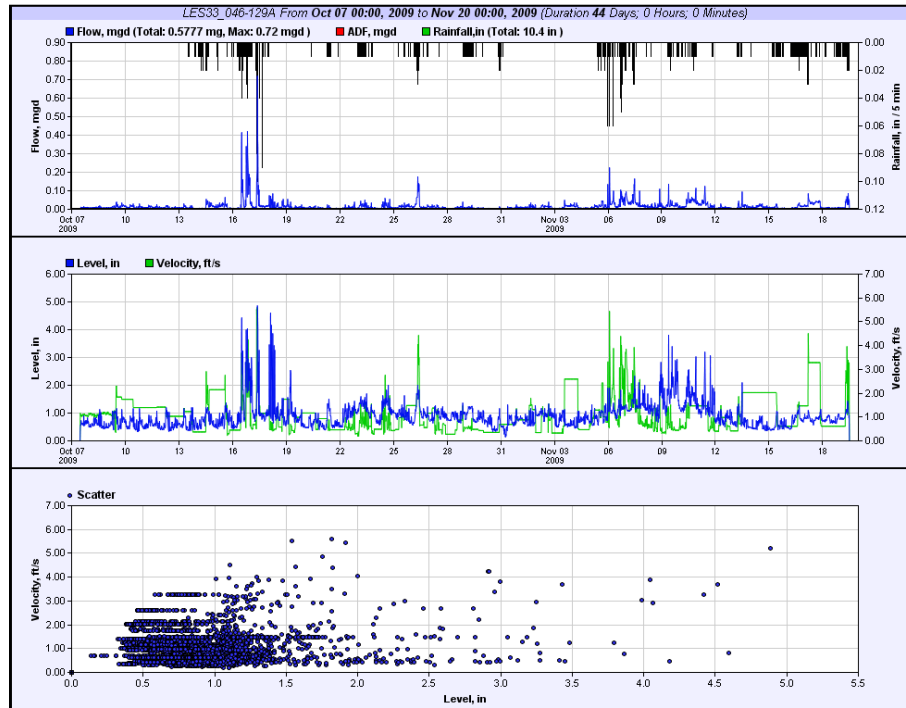 LES33_046-129A From Oct 07 00:00, 2009 to Nov 20 00:00, 2009 (Duration 44 Days; 0 Hours; 0 Minutes)
Flow, mgd (Total: 0.5777 mg, Max: 0.72 mgd ) ADF, mgd Rainfall,in (Total: 10.4 in )
0.90 0.00
0.80
0.70 0.02
0.60 0.04
0.50
0.40 0.06
0.30 0.08
0.20
0.10 0.10
0.00 0.12
Flow, mgd
Rainfall, in / 5 min
Oct 07 10 13 16 19 22 25 28 31 Nov 03 06 09 12 15 18
2009 2009
Level, in Velocity, ft/s
6.00 7.00
5.00 6.00
5.00
4.00
4.00
3.00
3.00
2.00
2.00
1.00 1.00
0.00 0.00
Level, in
Velocity, ft/s
Oct 07 10 13 16 19 22 25 28 31 Nov 03 06 09 12 15 18
2009 2009
Scatter
7.00
6.00
5.00
4.00
3.00
2.00
1.00
0.00
Velocity, ft/s
0.0 0.5 1.0 1.5 2.0 2.5 3.0 3.5 4.0 4.5 5.0 5.5
Level, in